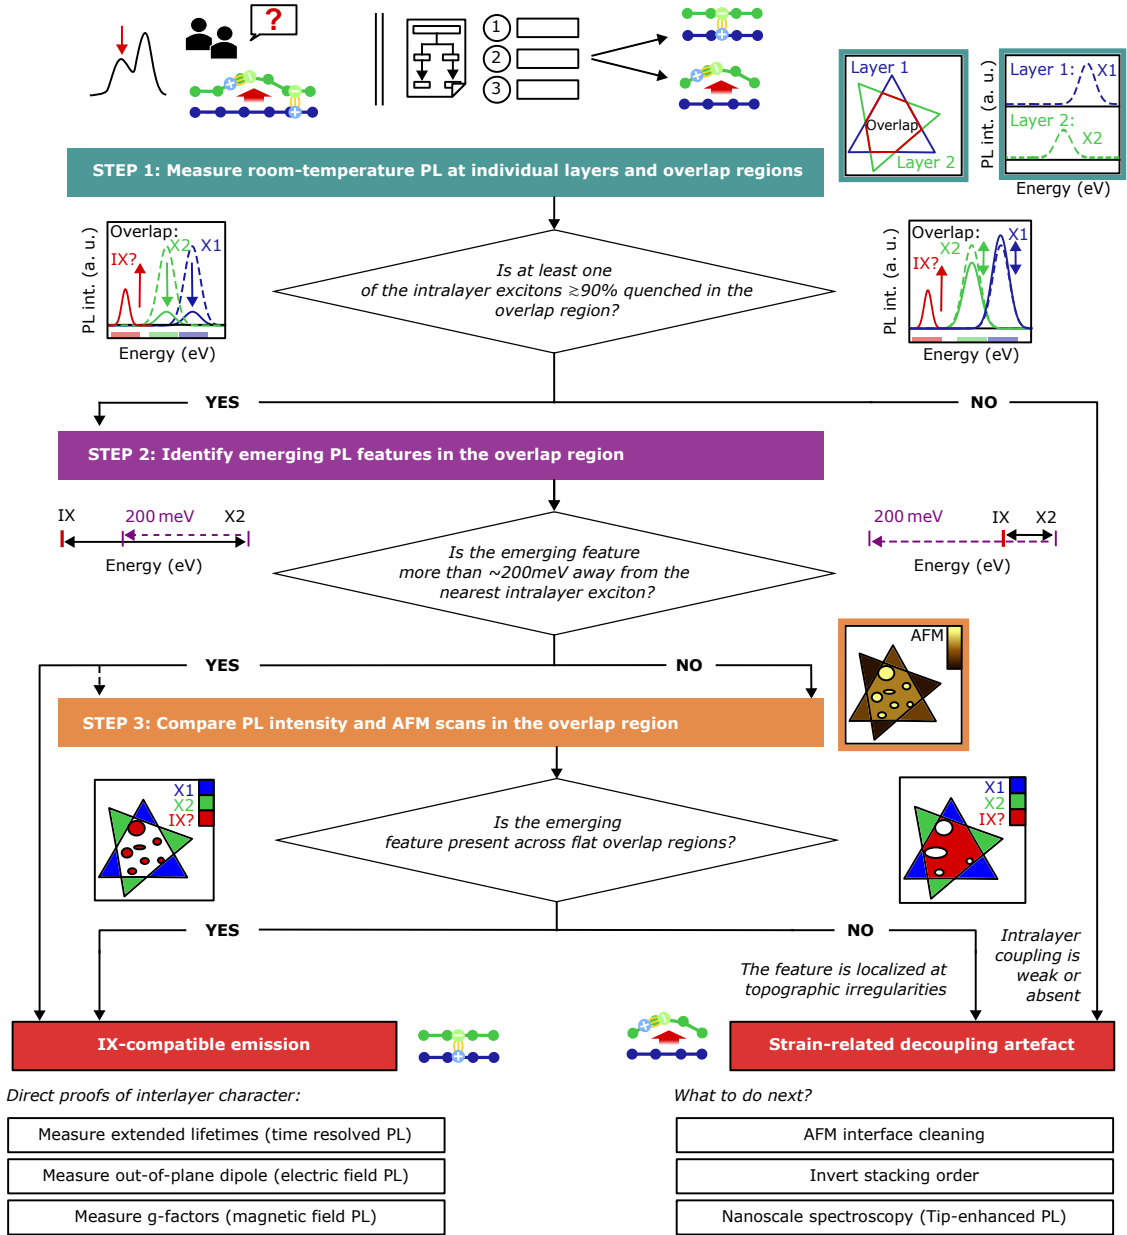 ?
1
2
3
Layer 1
Overlap
Layer 2
PL int. (a. u.)
Layer 1:
X1
Layer 2:
X2
Energy (eV)
STEP 1: Measure room-temperature PL at individual layers and overlap regions
PL int. (a. u.)
Overlap:
X2
X1
IX?
Energy (eV)
Is at least one
of the intralayer excitons ≳90% quenched in the
overlap region?
PL int. (a. u.)
Overlap:
X2
X1
IX?
Energy (eV)
YES
NO
STEP 2: Identify emerging PL features in the overlap region
IX
200 meV
X2
Energy (eV)
Is the emerging feature
more than ~200meV away from the
nearest intralayer exciton?
200 meV
IX
X2
Energy (eV)
YES
NO
AFM
STEP 3: Compare PL intensity and AFM scans in the overlap region
X1
X2
IX?
Is the emerging
feature present across flat overlap regions?
X1
X2
IX?
YES
NO
The feature is localized at
topographic irregularities
Intralayer
coupling is
weak or
absent
IX-compatible emission
Strain-related decoupling artefact
Direct proofs of interlayer character:
Measure extended lifetimes (time resolved PL)
Measure out-of-plane dipole (electric field PL)
Measure g-factors (magnetic field PL)
What to do next?
AFM interface cleaning
Invert stacking order
Nanoscale spectroscopy (Tip-enhanced PL)